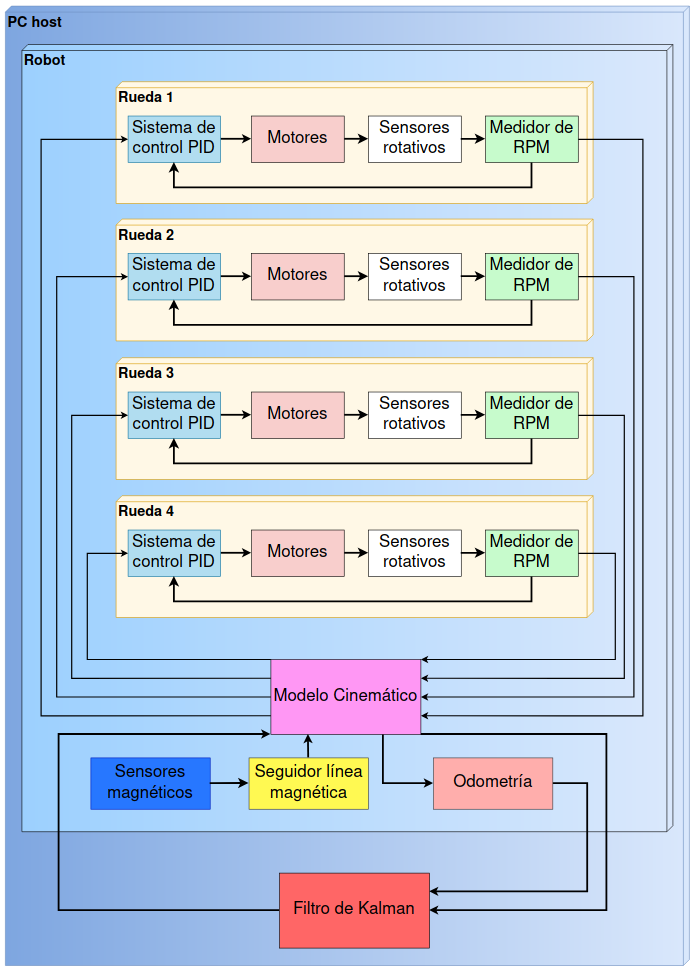 PC host
Robot
Rueda 1
Sistema de
control PID
Motores
Sensores
rotativos
Medidor de
RPM
Rueda 2
Sistema de
control PID
Motores
Sensores
rotativos
Medidor de
RPM
Rueda 3
Sistema de
control PID
Motores
Sensores
rotativos
Medidor de
RPM
Rueda 4
Sistema de
control PID
Motores
Sensores
rotativos
Medidor de
RPM
Modelo Cinemático
Sensores
magnéticos
Seguidor línea
magnética
Odometría
Filtro de Kalman